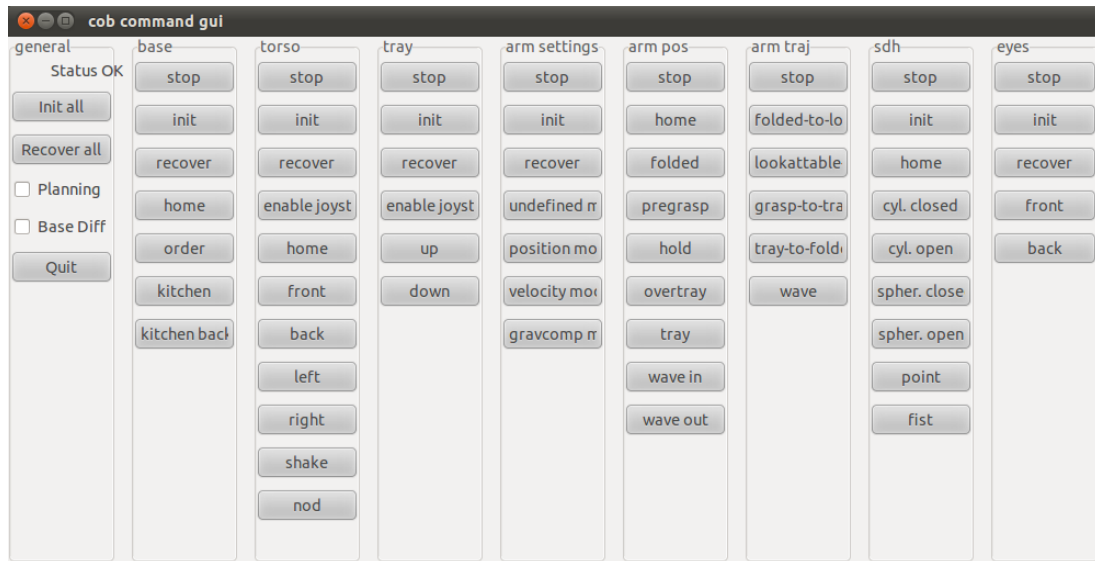 cob command gui
general
Status OK
Init all
Recover all
Planning
Base Diff
Quit
base
stop
init
recover
home
order
kitchen
kitchen back
torso
stop
init
recover
enable joyst
home
front
back
left
right
shake
nod
tray
stop
init
recover
enable joyst
up
down
arm settings
stop
init
recover
undefined m
position mo
velocity mo
gravcomp m
arm pos
stop
home
folded
pregrasp
hold
overtray
tray
wave in
wave out
arm traj
stop
folded-to-lo
lookattable
grasp-to-tra
tray-to-fold
wave
sdh
stop
init
home
cyl. closed
cyl. open
spher. close
spher. open
point
fist
eyes
stop
init
recover
front
back